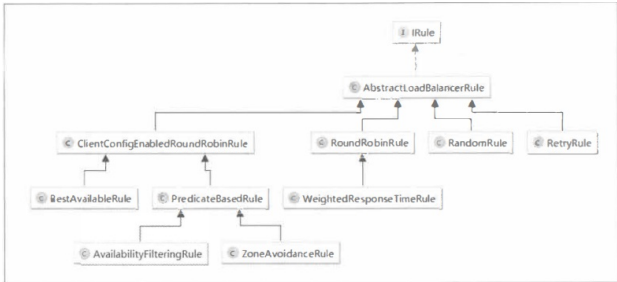 I IRule
C AbstractLoadBalancerRule
C ClientConfigEnabledRoundRobinRule
C RoundRobinRule
C RandomRule
C RetryRule
C BestAvailableRule
C PredicateBasedRule
C WeightedResponseTimeRule
C AvailabilityFilteringRule
C ZoneAvoidanceRule